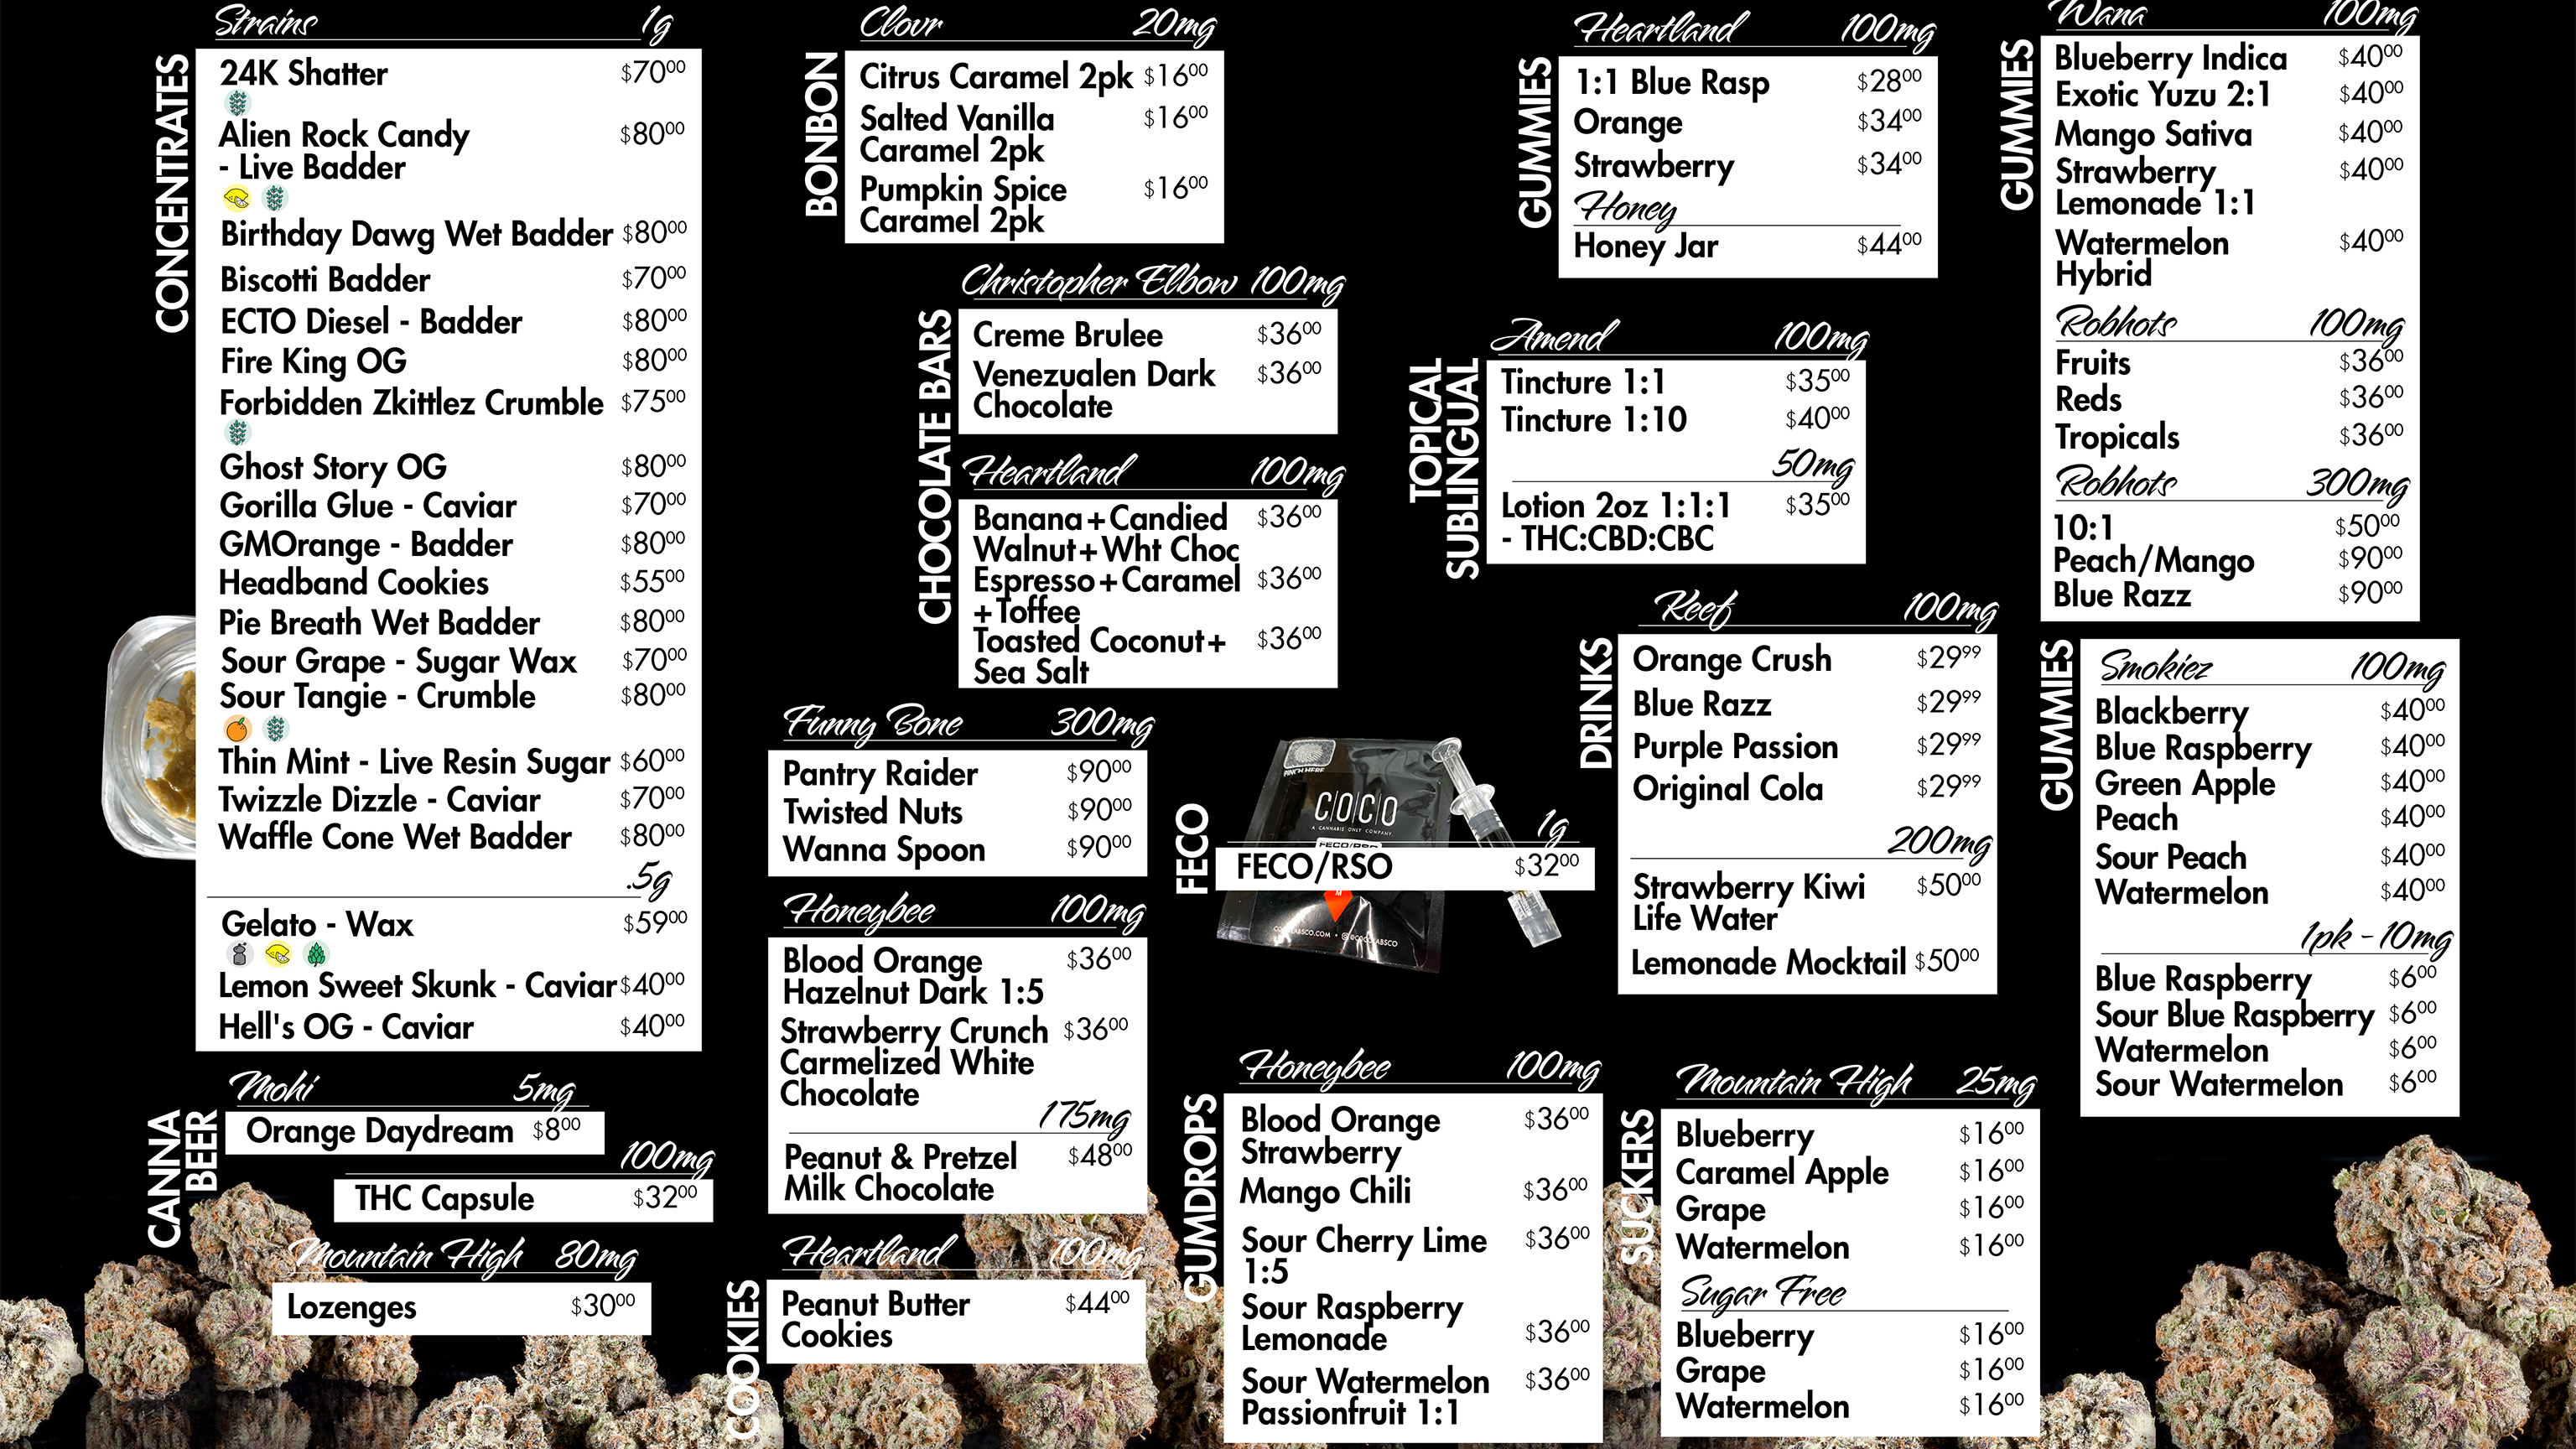 Strains 1g
CONCENTRATES
24K Shatter $70.00
Alien Rock Candy $80.00
- Live Badder
Birthday Dawg Wet Badder $80.00
Biscotti Badder $70.00
ECTO Diesel - Badder $80.00
Fire King OG $80.00
Forbidden Zkittlez Crumble $75.00
Ghost Story OG $80.00
Gorilla Glue - Caviar $70.00
GMOrange - Badder $80.00
Headband Cookies $55.00
Pie Breath Wet Badder $80.00
Sour Grape - Sugar Wax $70.00
Sour Tangie - Crumble $80.00
Thin Mint - Live Resin Sugar $60.00
Twizzle Dizzle - Caviar $70.00
Waffle Cone Wet Badder $80.00
.5g
Gelato - Wax $59.00
Lemon Sweet Skunk - Caviar $40.00
Hell's OG - Caviar $40.00
CANNA
BEER
Mohi 5mg
Orange Daydream $8.00
100mg
THC Capsule $32.00
Mountain High 80mg
Lozenges $30.00
BONBON
Clovr 20mg
Citrus Caramel 2pk $16.00
Salted Vanilla $16.00
Caramel 2pk
Pumpkin Spice $16.00
Caramel 2pk
CHOCOLATE BARS
Christopher Elbow 100mg
Creme Brulee $36.00
Venezualen Dark $36.00
Chocolate
Heartland 100mg
Banana+Candied $36.00
Walnut+Wht Choc
Espresso+Caramel $36.00
+Toffee
Toasted Coconut+ $36.00
Sea Salt
Funny Bone 300mg
Pantry Raider $90.00
Twisted Nuts $90.00
Wanna Spoon $90.00
Honeybee 100mg
Blood Orange $36.00
Hazelnut Dark 1:5
Strawberry Crunch $36.00
Carmelized White
Chocolate
175mg
Peanut & Pretzel $48.00
Milk Chocolate
COOKIES
Heartland 100mg
Peanut Butter $44.00
Cookies
FECO
PINCH HERE
COCO
A CANNABIS ONLY COMPANY
FECO/RSO
1g
FECO/RSO $32.00
M
GUMDROPS
Honeybee 100mg
Blood Orange $36.00
Strawberry
Mango Chili $36.00
Sour Cherry Lime $36.00
1:5
Sour Raspberry
Lemonade $36.00
Sour Watermelon $36.00
Passionfruit 1:1
GUMMIES
Heartland 100mg
1:1 Blue Rasp $28.00
Orange $34.00
Strawberry $34.00
Honey
Honey Jar $44.00
TOPICAL
SUBLINGUAL
Amend 100mg
Tincture 1:1 $35.00
Tincture 1:10 $40.00
50mg
Lotion 2oz 1:1:1 $35.00
- THC:CBD:CBC
DRINKS
Keef 100mg
Orange Crush $29.99
Blue Razz $29.99
Purple Passion $29.99
Original Cola $29.99
200mg
Strawberry Kiwi $50.00
Life Water
Lemonade Mocktail $50.00
SUCKERS
Mountain High 25mg
Blueberry $16.00
Caramel Apple $16.00
Grape $16.00
Watermelon $16.00
Sugar Free
Blueberry $16.00
Grape $16.00
Watermelon $16.00
GUMMIES
Wana 100mg
Blueberry Indica $40.00
Exotic Yuzu 2:1 $40.00
Mango Sativa $40.00
Strawberry $40.00
Lemonade 1:1
Watermelon $40.00
Hybrid
Robhots 100mg
Fruits $36.00
Reds $36.00
Tropicals $36.00
Robhots 300mg
10:1 $50.00
Peach/Mango $90.00
Blue Razz $90.00
GUMMIES
Smokiez 100mg
Blackberry $40.00
Blue Raspberry $40.00
Green Apple $40.00
Peach $40.00
Sour Peach $40.00
Watermelon $40.00
1pk - 10mg
Blue Raspberry $6.00
Sour Blue Raspberry $6.00
Watermelon $6.00
Sour Watermelon $6.00